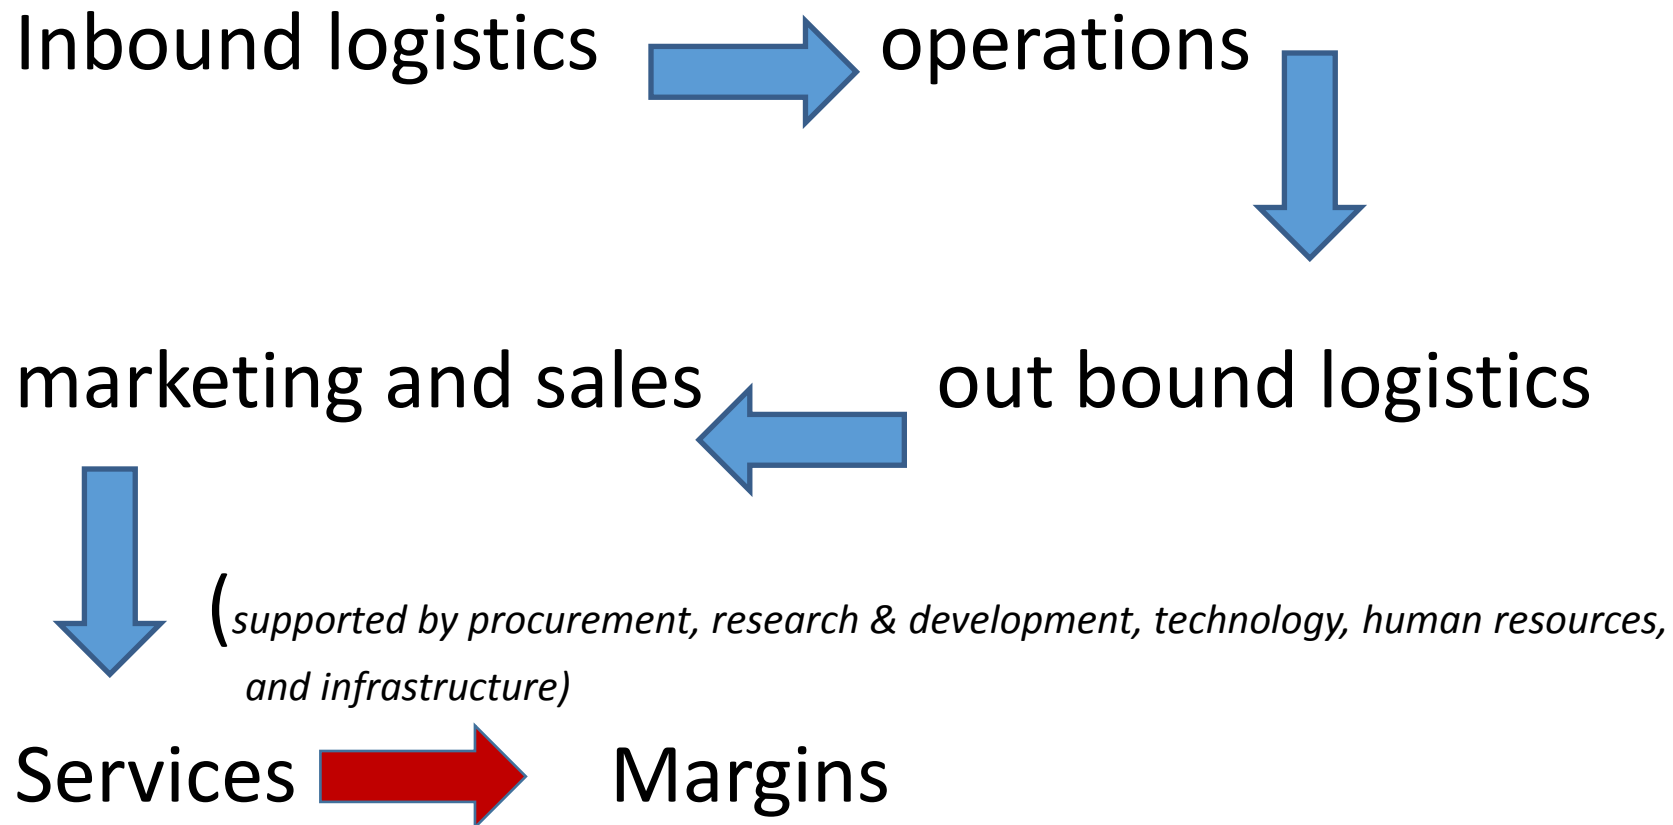 Inbound logistics operations
marketing and sales out bound logistics
(supported by procurement, research & development, technology, human resources,
and infrastructure)
Services Margins